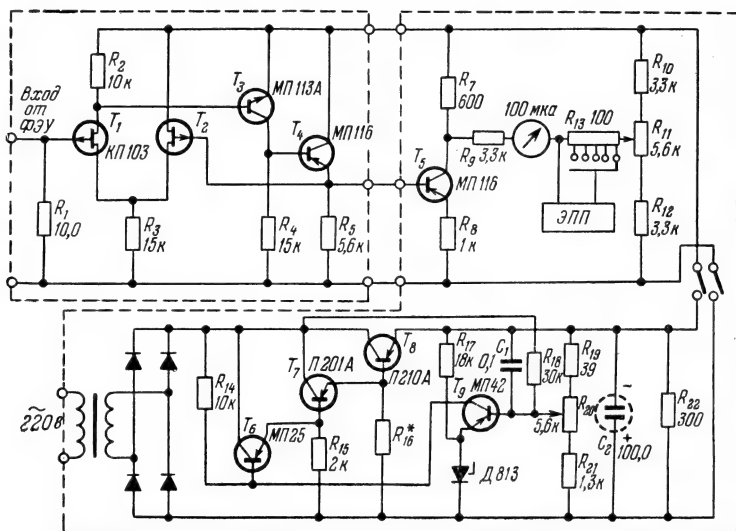 R2
10к
Вход
от
ФЭУ
T1
КП103
T2
T3
МП113А
T4
МП116
R1
10,0
R3
15к
R4
15к
R5
5,6к
R7
600
100 мка
R9 3,3к
T5
МП116
R8
1к
R13 100
ЭПП
R10
3,3к
R11
5,6к
R12
3,3к
~
220в
R14
10к
T6
МП25
T7
П201А
R15
2к
T8
П210А
R16*
R17
18к
C1
0,1
T9
МП42
R18
30к
Д813
R19
39
R20
5,6к
R21
1,3к
−
C2
+
100,0
R22
300